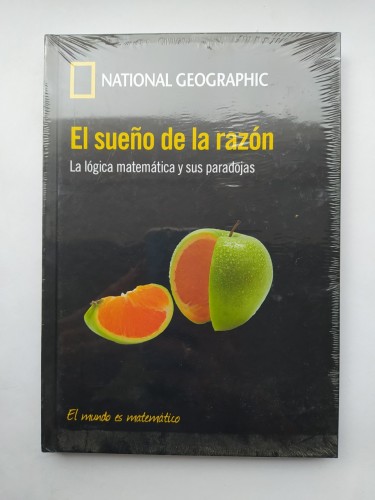 NATIONAL GEOGRAPHIC
El sueño de la razón
La lógica matemática y sus paradojas
El mundo es matemático